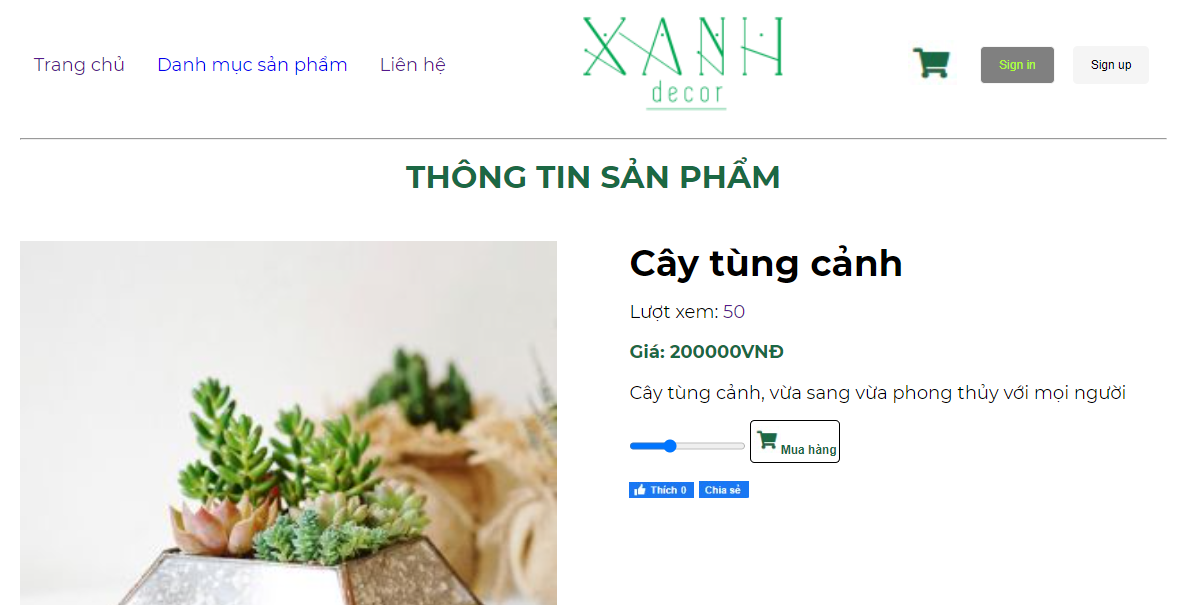 Trang chủ Danh mục sản phẩm Liên hệ
XANH
decor
Sign in Sign up
THÔNG TIN SẢN PHẨM
Cây tùng cảnh
Lượt xem: 50
Giá: 200000VNĐ
Cây tùng cảnh, vừa sang vừa phong thủy với mọi người
Mua hàng
Thích 0 Chia sẻ